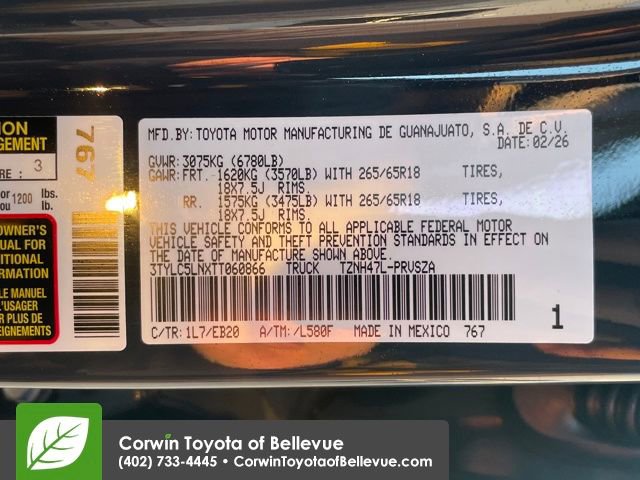 ION
GEMENT
RE : 3
or 1200 lbs.
lb.
OWNER'S
NUAL FOR
DITIONAL
LE MANUEL
L'USAGER
R PLUS
EIGNEMENTS
767
MFD.BY:TOYOTA MOTOR MANUFACTURING DE GUANAJUATO, S.A. DE C.V.
DATE: 02/26
GVWR: 3075KG (6780LB)
GAWR: FRT. 1620KG (3570LB) WITH 265/65R18 TIRES,
18X7.5J RIMS.
RR. 1575KG (3475LB) WITH 265/65R18 TIRES,
18X7.5J RIMS.
THIS VEHICLE CONFORMS TO ALL APPLICABLE FEDERAL MOTOR
VEHICLE SAFETY AND THEFT PREVENTION STANDARDS IN EFFECT ON
THE DATE OF MANUFACTURE SHOWN ABOVE.
3TYLC5LNXTT060866 TRUCK TZNH47L-PRVSZA
C/TR: 1L7/EB20 A/TM: /L580F MADE IN MEXICO 767
1
Corwin Toyota of Bellevue
(402) 733-4445 • CorwinToyotaofBellevue.com